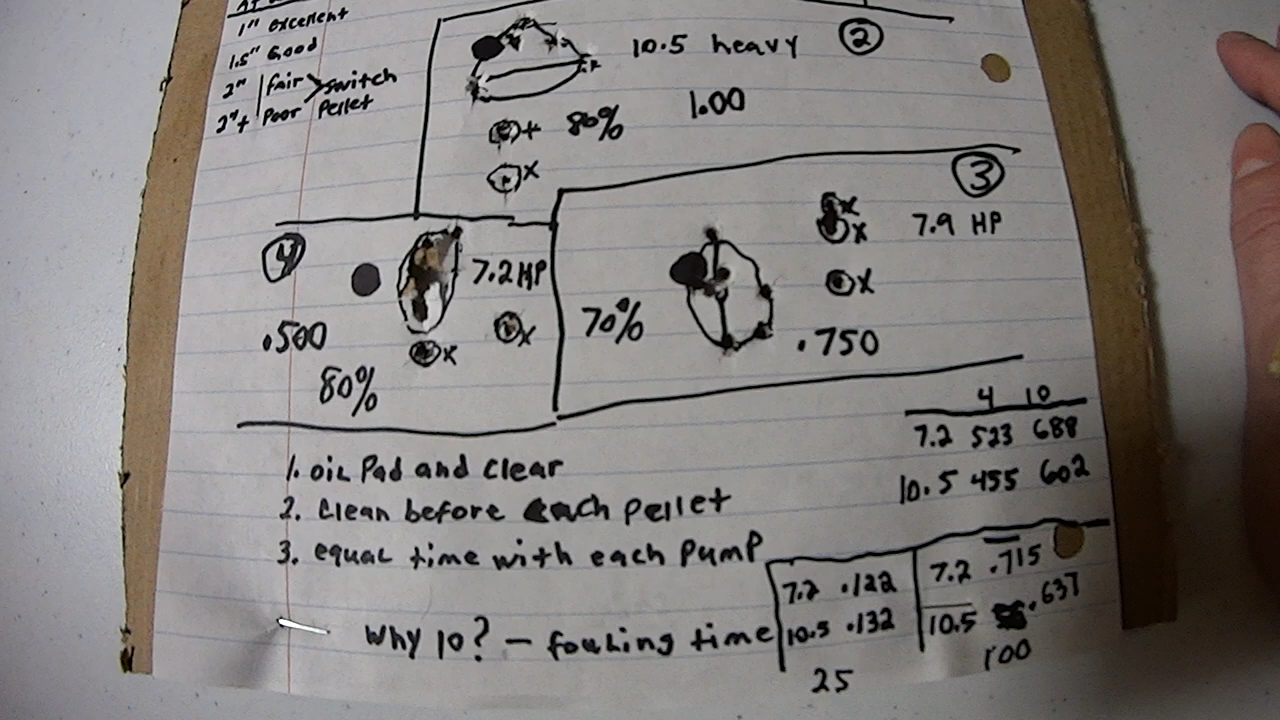 1" excellent
1.5" Good
2" Fair > switch
2"+ Poor Pellet
10.5 heavy 2
80% 1.00
+
x
3
7.9 HP
x
x
x
70%
.750
4
7.2 HP
.500
x
x
80%
4 10
7.2 523 688
10.5 455 602
1. oil Pad and Clear
2. Clean before each Pellet
3. equal time with each Pump
Why 10? – fouling time
7.2 .122
10.5 .132
25
7.2 .715
10.5 .637
100